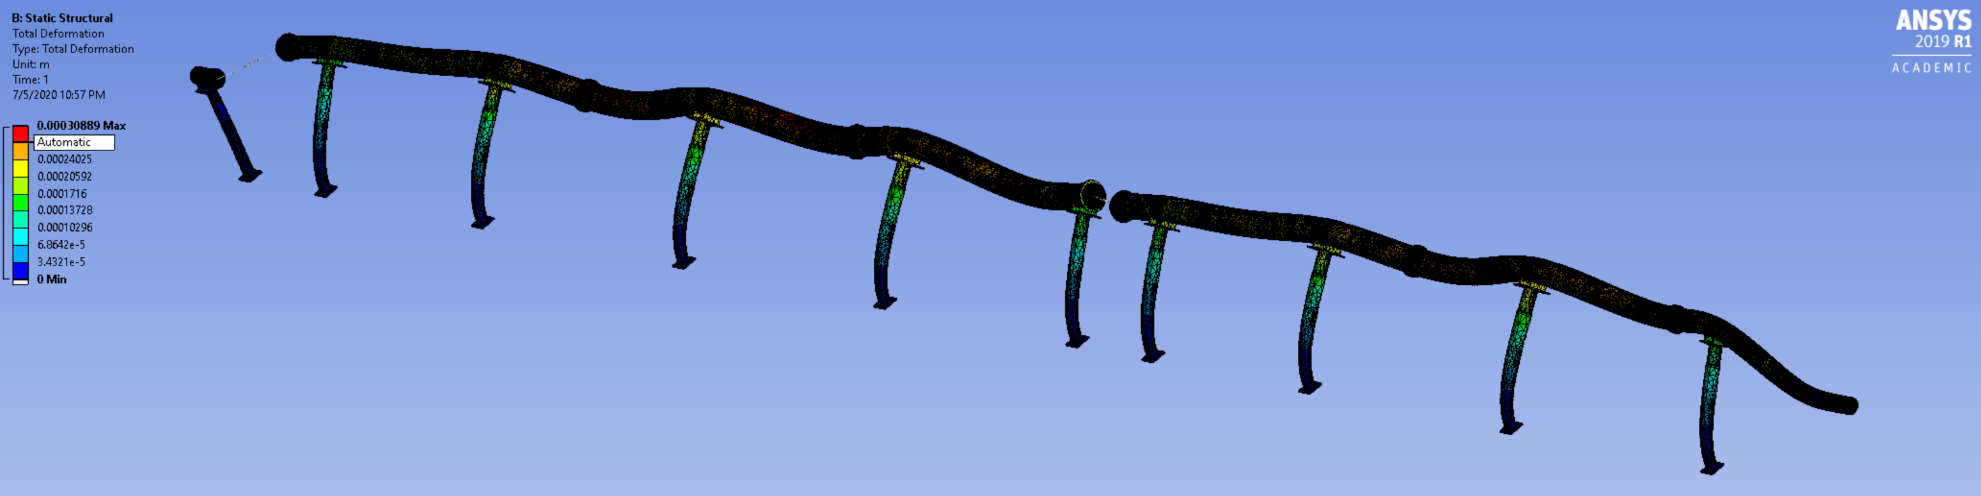 B: Static Structural
Total Deformation
Type: Total Deformation
Unit: m
Time: 1
7/5/2020 10:57 PM
0.00030889 Max
Automatic
0.00024025
0.00020592
0.0001716
0.00013728
0.00010296
6.8642e-5
3.4321e-5
0 Min
ANSYS
2019 R1
ACADEMIC